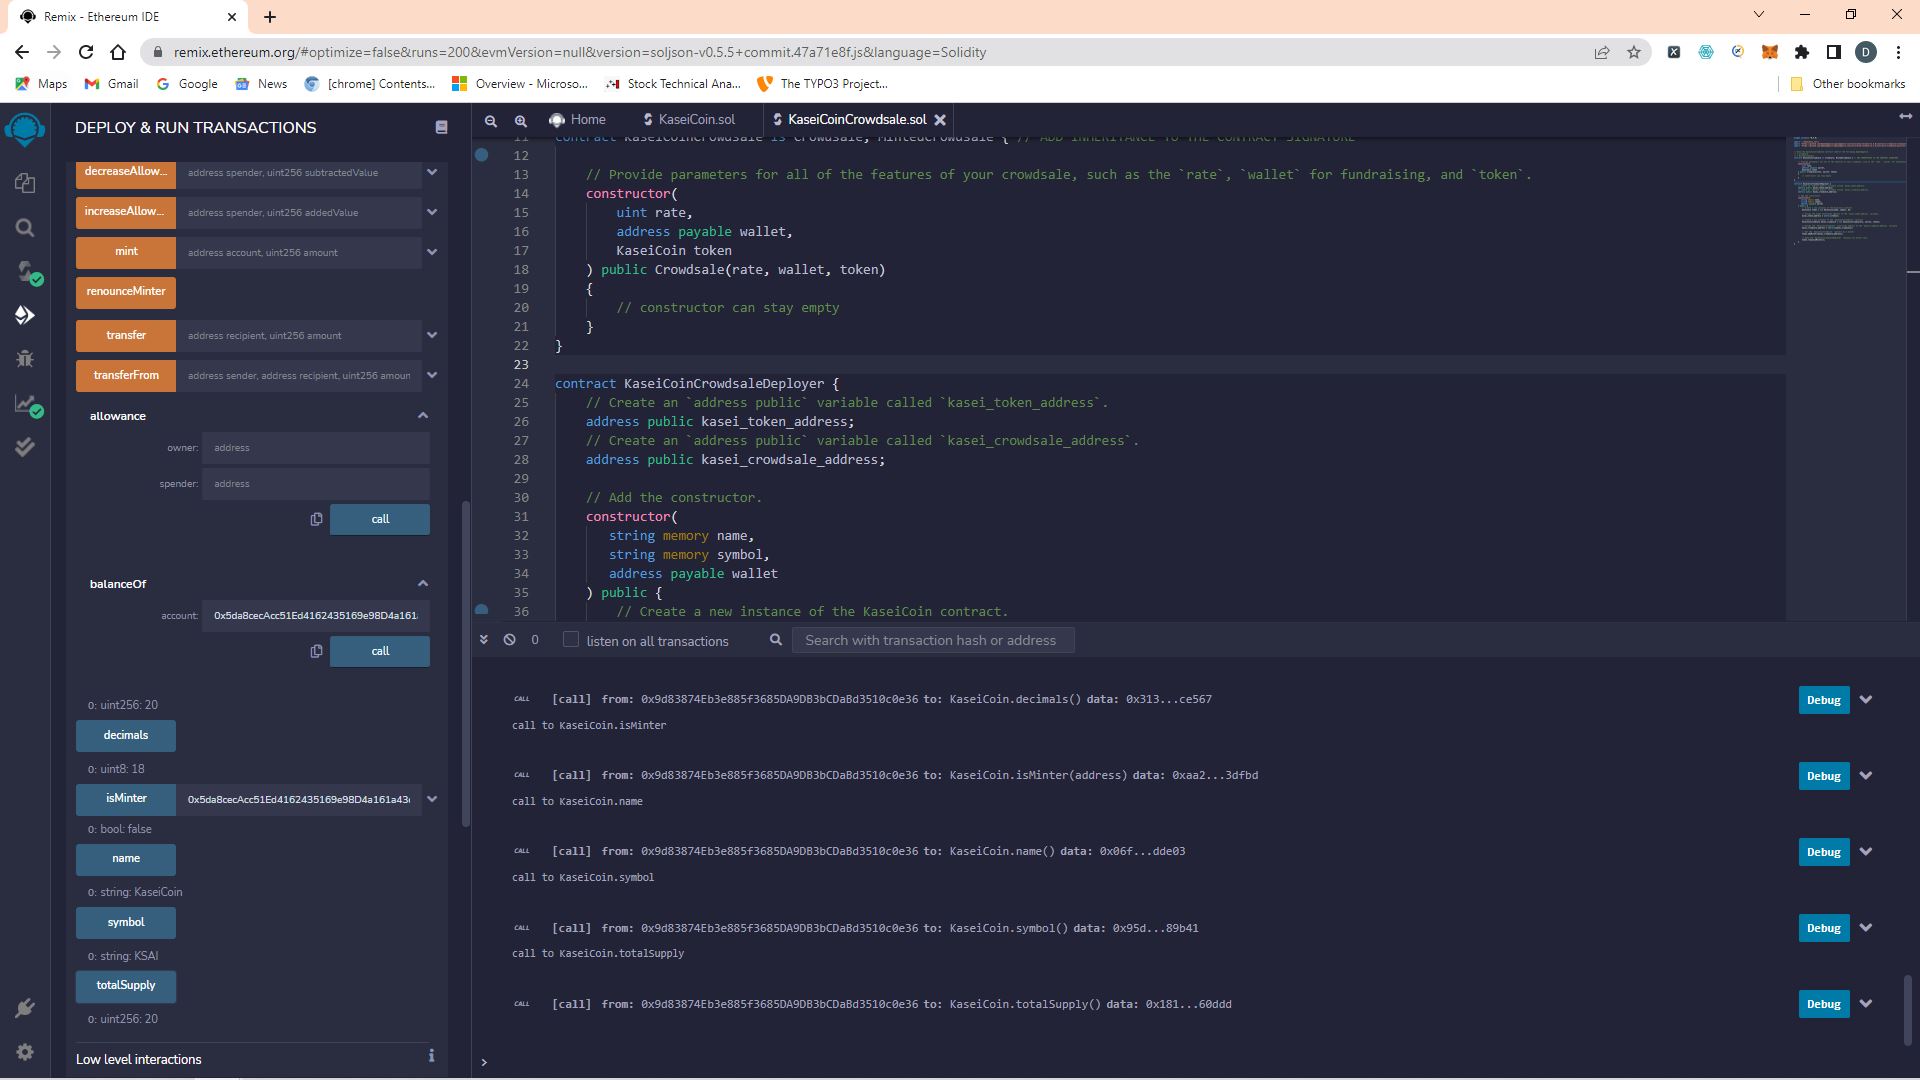 Remix - Ethereum IDE
remix.ethereum.org/#optimize=false&runs=200&evmVersion=null&version=soljson-v0.5.5+commit.47a71e8f.js&language=Solidity
D
Maps
Gmail
Google
News
[chrome] Contents...
Overview - Microso...
Stock Technical Ana...
The TYPO3 Project...
Other bookmarks
DEPLOY & RUN TRANSACTIONS
decreaseAllow...
address spender, uint256 subtractedValue
increaseAllow...
address spender, uint256 addedValue
mint
address account, uint256 amount
renounceMinter
transfer
address recipient, uint256 amount
transferFrom
address sender, address recipient, uint256 amoun
allowance
owner:
address
spender:
address
call
balanceOf
account:
0x5da8cecAcc51Ed4162435169e98D4a161
call
0: uint256: 20
decimals
0: uint8: 18
isMinter
0x5da8cecAcc51Ed4162435169e98D4a161a43
0: bool: false
name
0: string: KaseiCoin
symbol
0: string: KSAI
totalSupply
0: uint256: 20
Low level interactions
Home
KaseiCoin.sol
KaseiCoinCrowdsale.sol
11 contract KaseiCoinCrowdsale is Crowdsale, MintedCrowdsale { // ADD INHERITANCE TO THE CONTRACT SIGNATURE
12
13 // Provide parameters for all of the features of your crowdsale, such as the `rate`, `wallet` for fundraising, and `token`.
14 constructor(
15 uint rate,
16 address payable wallet,
17 KaseiCoin token
18 ) public Crowdsale(rate, wallet, token)
19 {
20 // constructor can stay empty
21 }
22 }
23
24 contract KaseiCoinCrowdsaleDeployer {
25 // Create an `address public` variable called `kasei_token_address`.
26 address public kasei_token_address;
27 // Create an `address public` variable called `kasei_crowdsale_address`.
28 address public kasei_crowdsale_address;
29
30 // Add the constructor.
31 constructor(
32 string memory name,
33 string memory symbol,
34 address payable wallet
35 ) public {
36 // Create a new instance of the KaseiCoin contract.
0
listen on all transactions
Search with transaction hash or address
CALL [call] from: 0x9d83874Eb3e885f3685DA9DB3bCDaBd3510c0e36 to: KaseiCoin.decimals() data: 0x313...ce567
Debug
call to KaseiCoin.isMinter
CALL [call] from: 0x9d83874Eb3e885f3685DA9DB3bCDaBd3510c0e36 to: KaseiCoin.isMinter(address) data: 0xaa2...3dfbd
Debug
call to KaseiCoin.name
CALL [call] from: 0x9d83874Eb3e885f3685DA9DB3bCDaBd3510c0e36 to: KaseiCoin.name() data: 0x06f...dde03
Debug
call to KaseiCoin.symbol
CALL [call] from: 0x9d83874Eb3e885f3685DA9DB3bCDaBd3510c0e36 to: KaseiCoin.symbol() data: 0x95d...89b41
Debug
call to KaseiCoin.totalSupply
CALL [call] from: 0x9d83874Eb3e885f3685DA9DB3bCDaBd3510c0e36 to: KaseiCoin.totalSupply() data: 0x181...60ddd
Debug
>